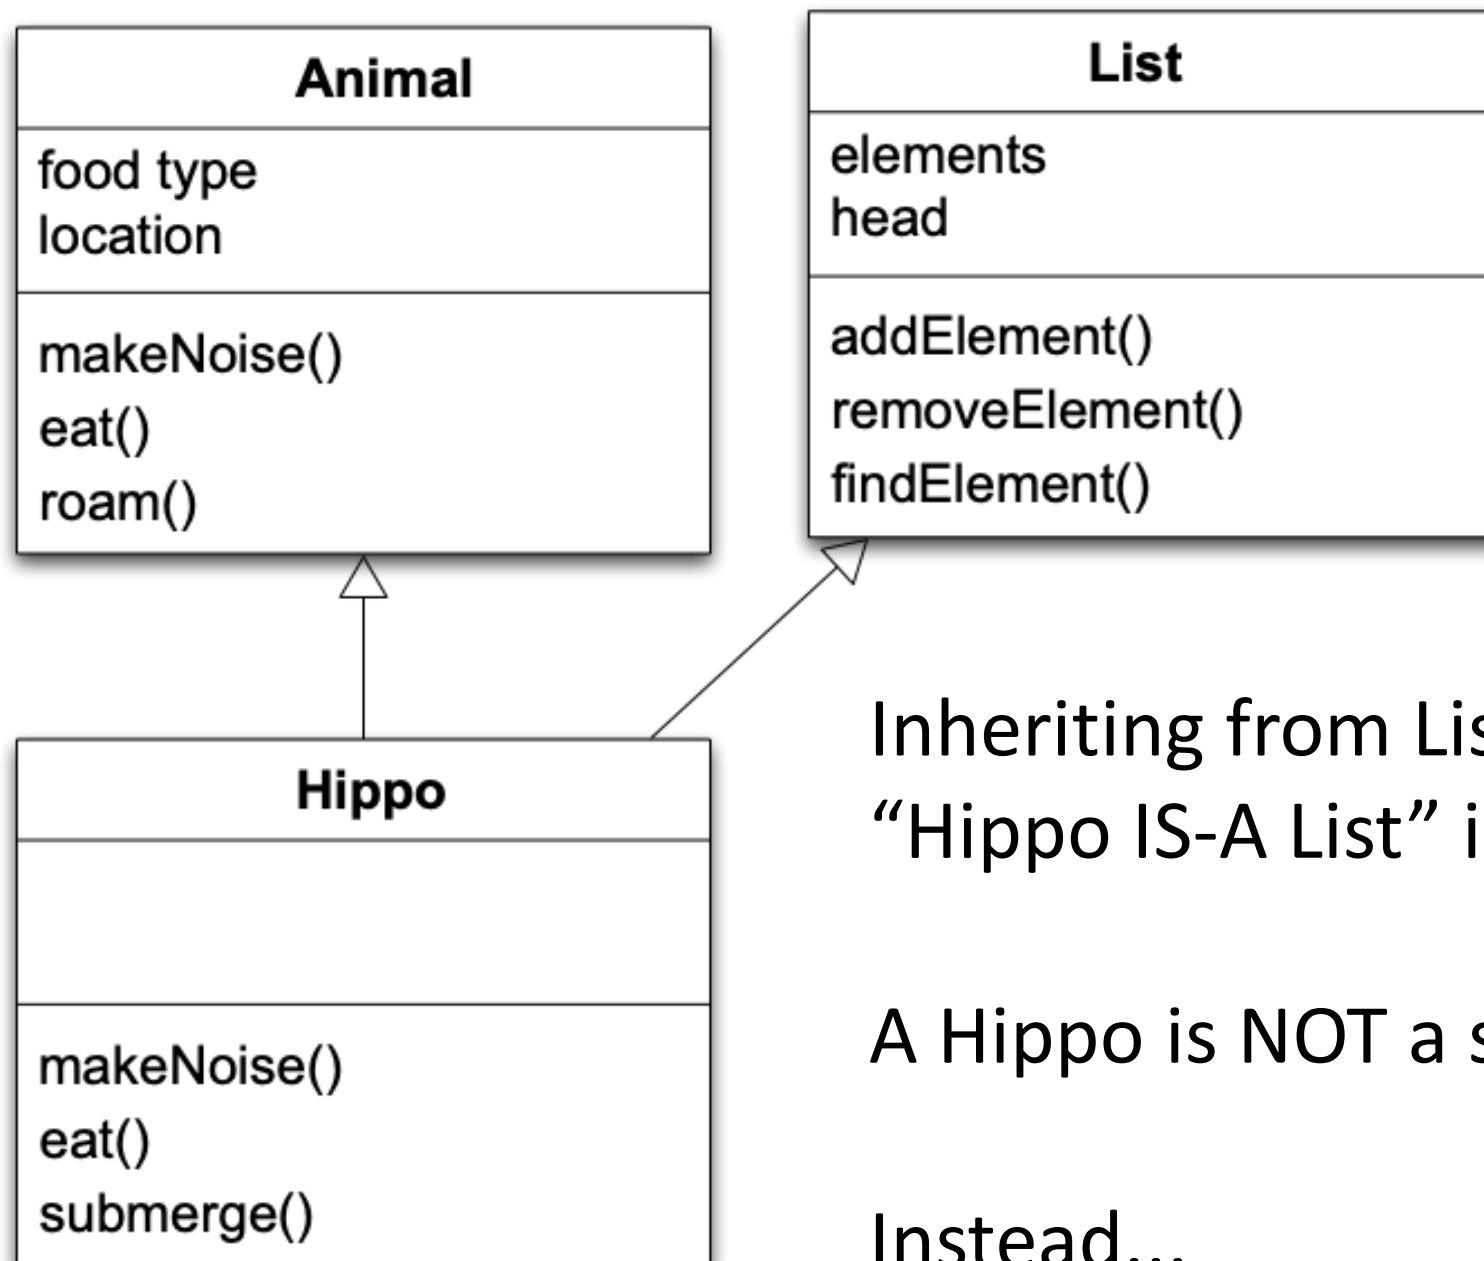 Animal
food type
location
makeNoise()
eat()
roam()
List
elements
head
addElement()
removeElement()
findElement()
Hippo
makeNoise()
eat()
submerge()
Inheriting from Lis
“Hippo IS-A List” i
A Hippo is NOT a s
Instead...